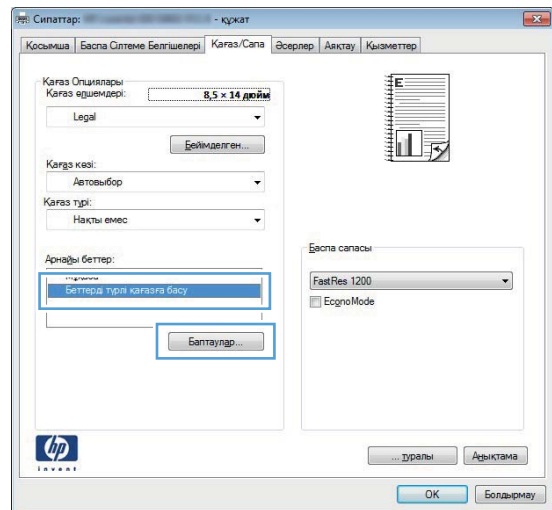 Сипаттар: - құжат
Қосымша Баспа Сілтеме Белгішелері Қағаз/Сапа Әсерлер Аяқтау Қызметтер
Қағаз Опциялары
Қағаз өлшемдері: 8,5 × 14 дюйм
Legal
Бейімделген...
Қағаз көзі:
Автовыбор
Қағаз түрі:
Нақты емес
Арнайы беттер:
Беттерді түрлі қағазға басу
Баптаулар...
E
Баспа сапасы
FastRes 1200
EconoMode
hp
invent
... туралы
Анықтама
OK
Болдырмау